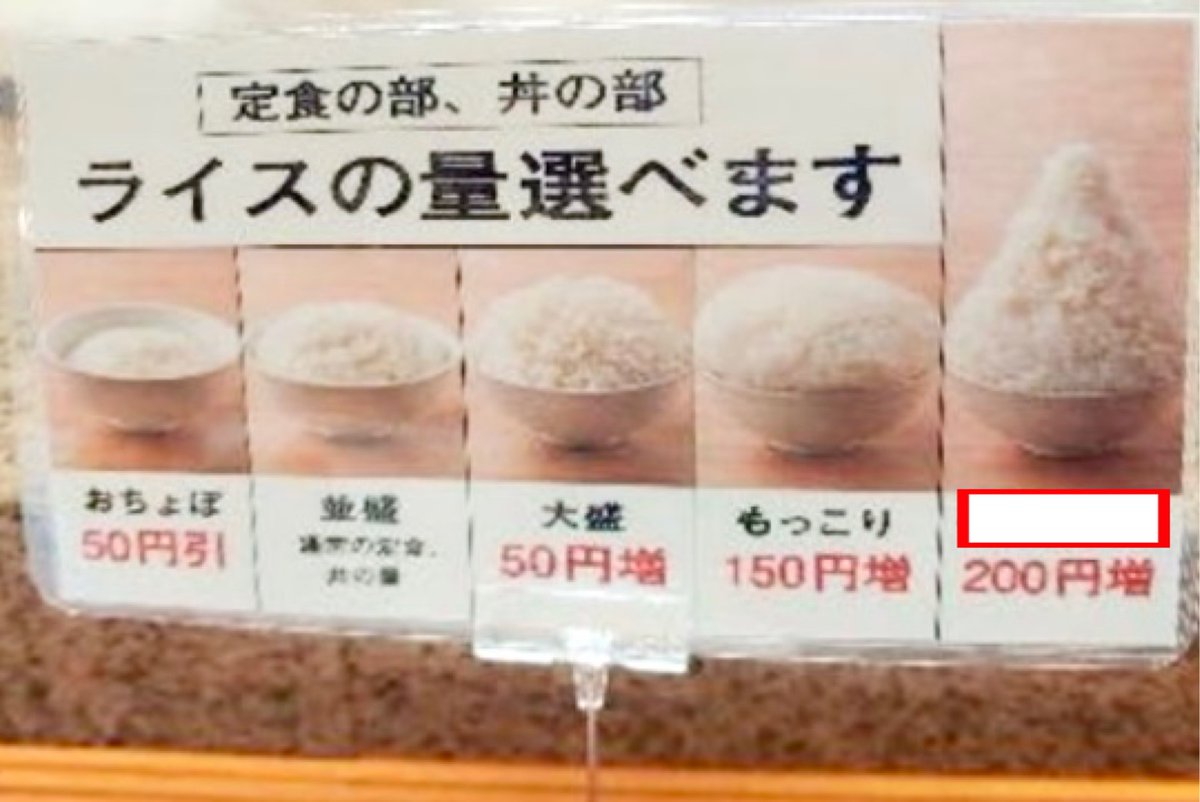 定食の部、丼の部
ライスの量選べます
おちょぼ
50円引
並盛
通常の定食、
丼の量
大盛
50円増
もっこり
150円増
200円増